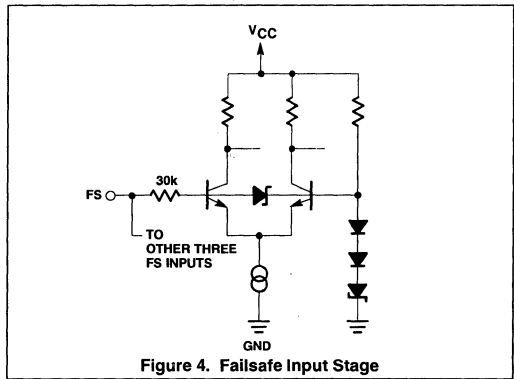 VCC
30k
FS
TO
OTHER THREE
FS INPUTS
GND
Figure 4. Failsafe Input Stage